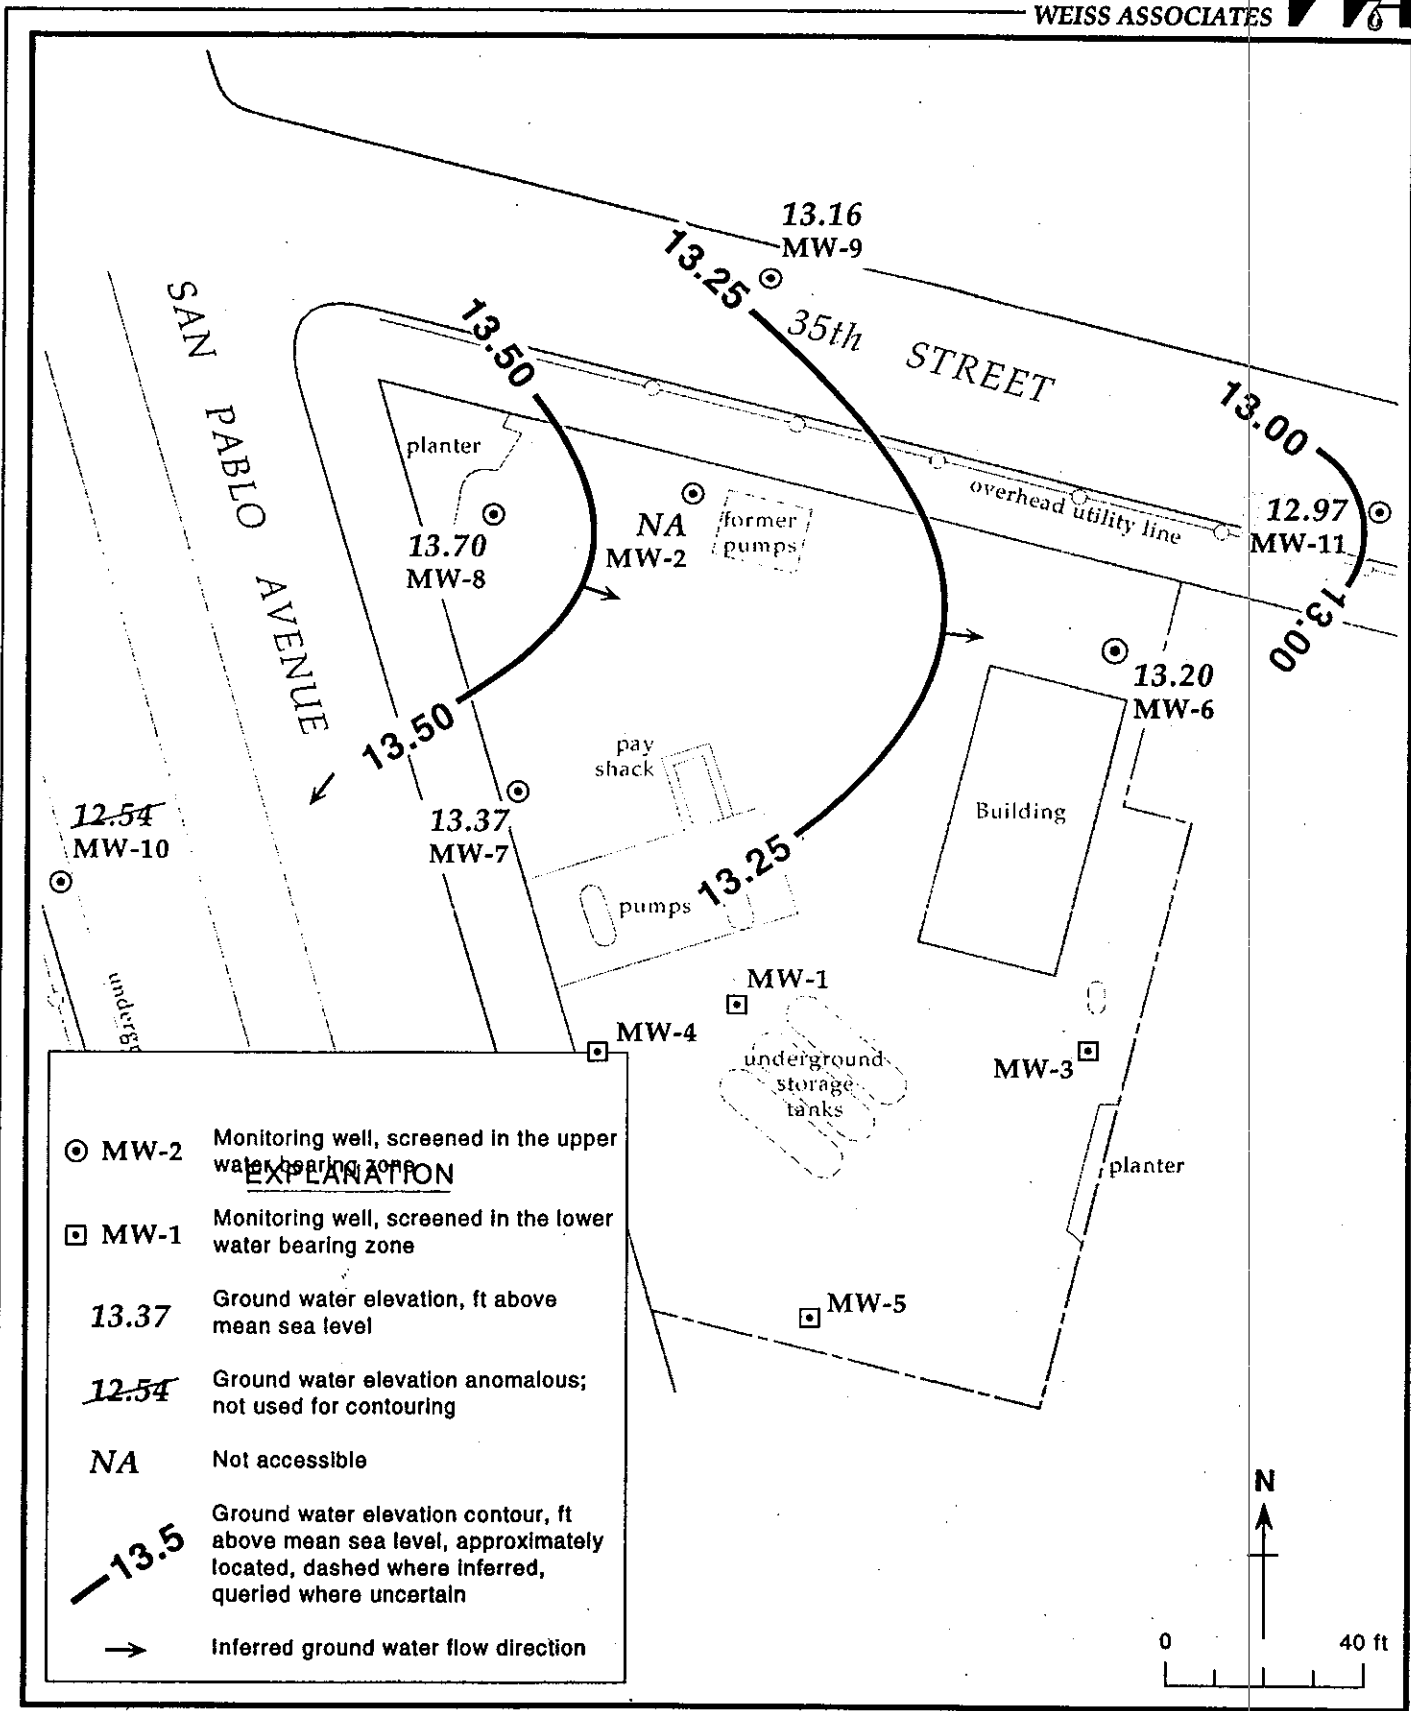 WEISS ASSOCIATES
13.16
MW-9
13.25
35th STREET
SAN PABLO AVENUE
13.50
13.00
planter
overhead utility line
former
pumps
NA
MW-2
12.97
MW-11
13.70
MW-8
13.00
13.20
MW-6
13.50
pay
shack
12.54
MW-10
13.37
MW-7
Building
13.25
pumps
MW-1
MW-4
underground
storage
tanks
MW-3
planter
MW-5
EXPLANATION
MW-2 Monitoring well, screened in the upper
water bearing zone
MW-1 Monitoring well, screened in the lower
water bearing zone
13.37 Ground water elevation, ft above
mean sea level
12.54 Ground water elevation anomalous;
not used for contouring
NA Not accessible
13.5 Ground water elevation contour, ft
above mean sea level, approximately
located, dashed where inferred,
queried where uncertain
Inferred ground water flow direction
N
0 40 ft